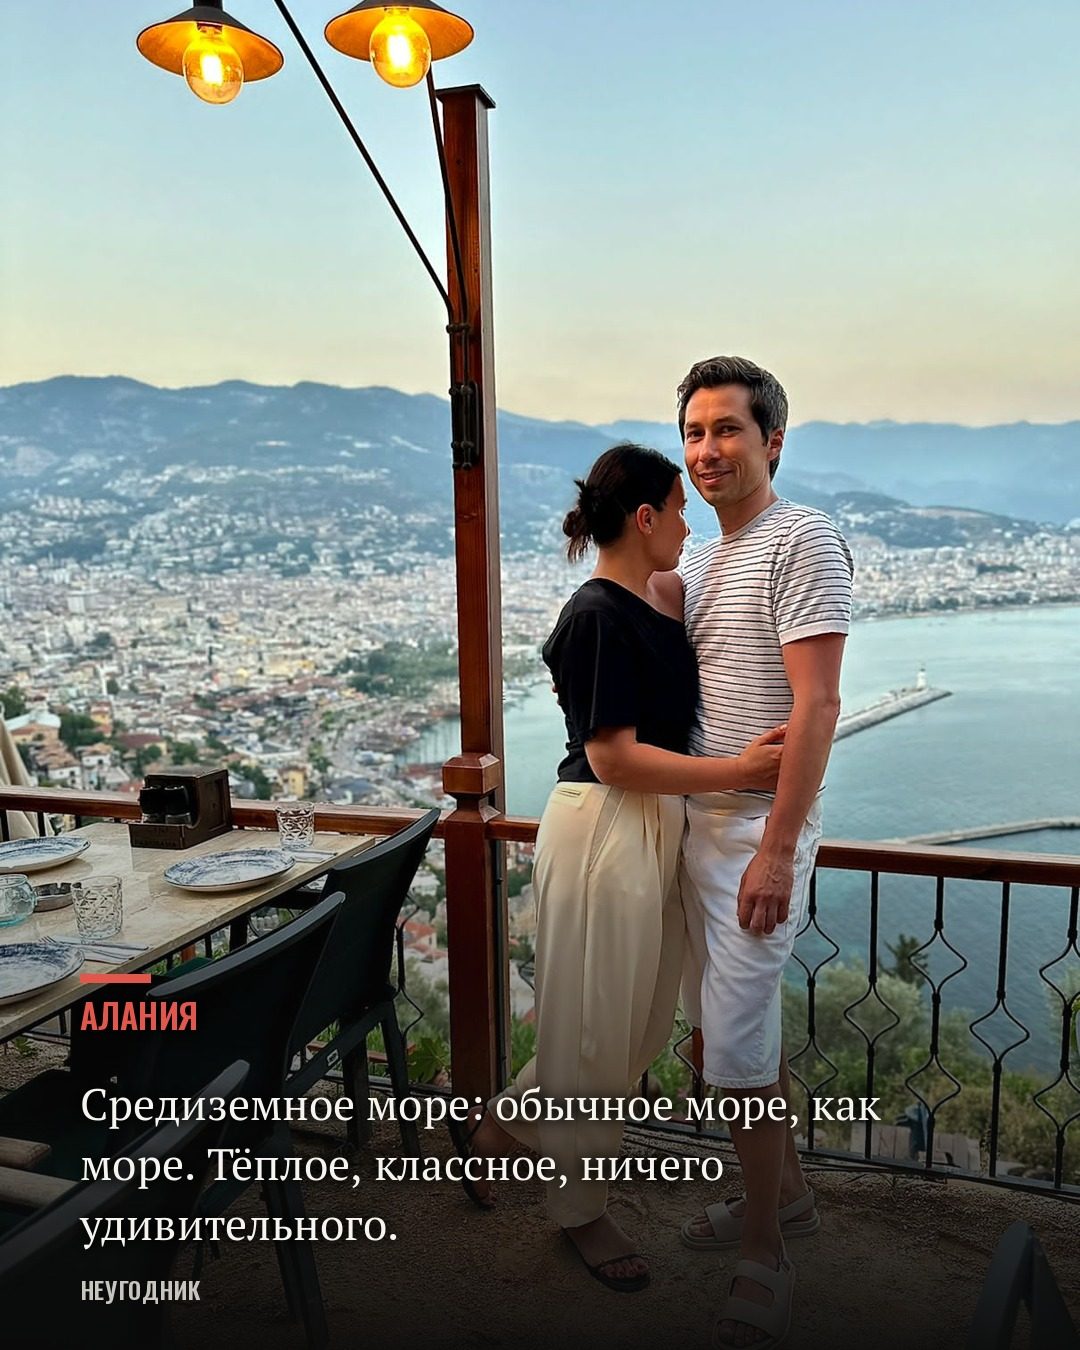 АЛАНИЯ
Средиземное море: обычное море, как
море. Тёплое, классное, ничего
удивительного.
НЕУГОДНИК